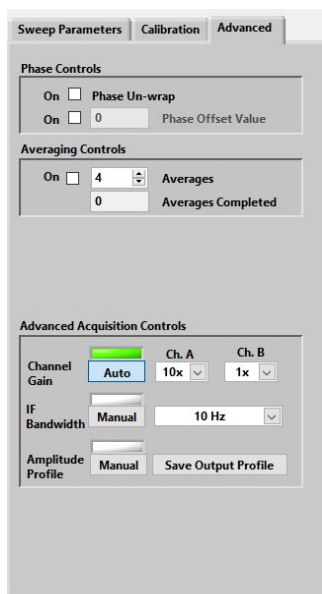 Sweep Parameters Calibration Advanced
Phase Controls
On Phase Un-wrap
On 0 Phase Offset Value
Averaging Controls
On 4 Averages
0 Averages Completed
Advanced Acquisition Controls
Ch. A Ch. B
Channel
Gain Auto 10x 1x
IF
Bandwidth Manual 10 Hz
Amplitude
Profile Manual Save Output Profile